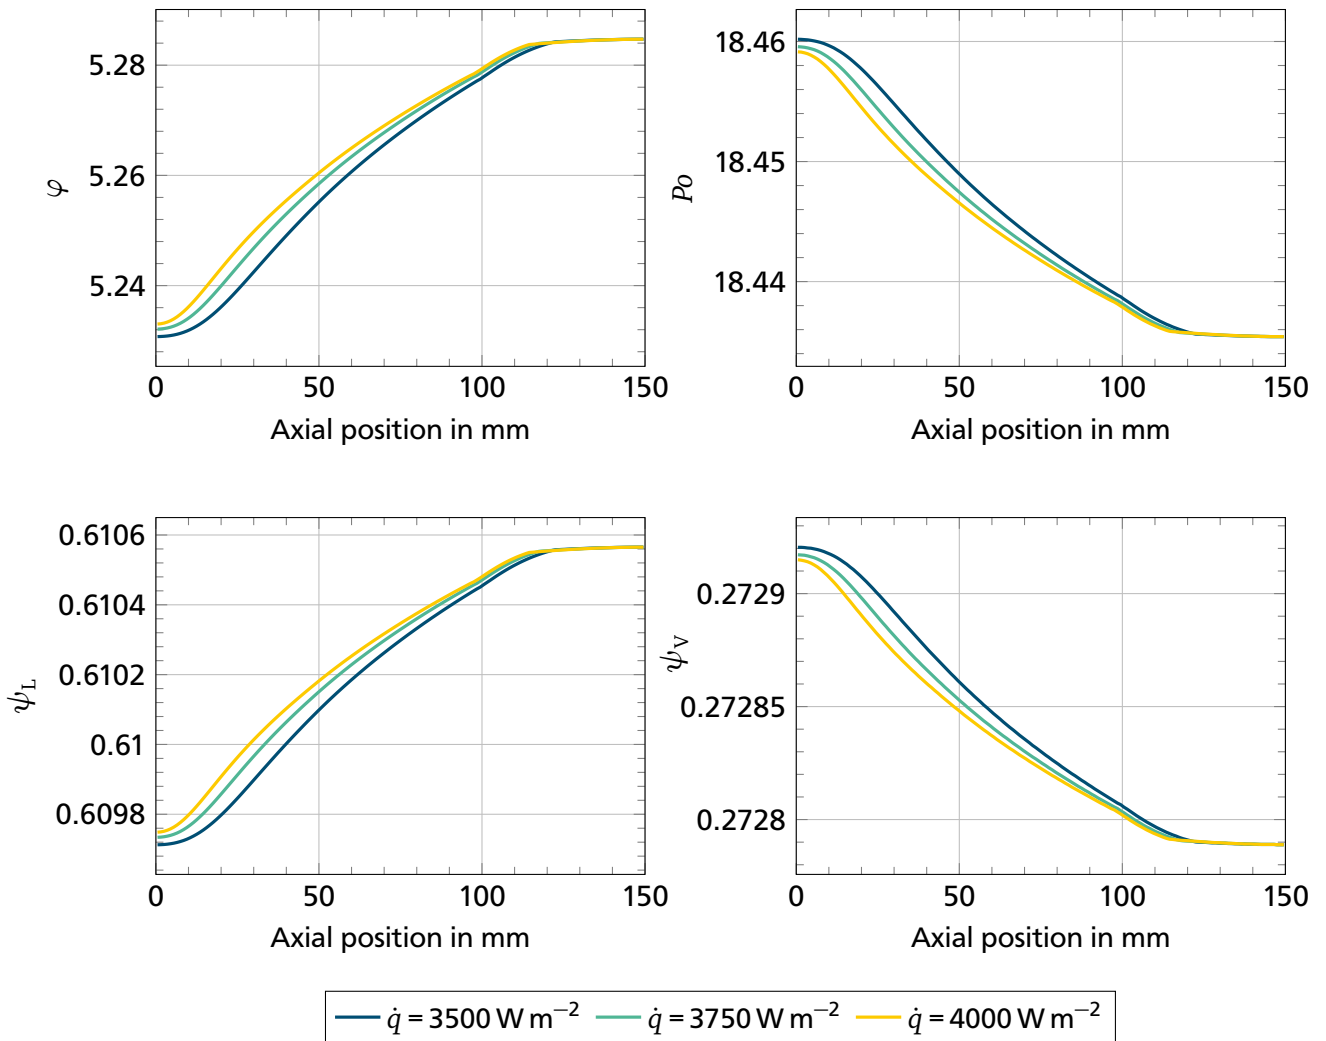 5.28
5.26
5.24
φ
0 50 100 150
Axial position in mm
18.46
18.45
18.44
Po
0 50 100 150
Axial position in mm
0.6106
0.6104
0.6102
0.61
0.6098
ψL
0 50 100 150
Axial position in mm
0.2729
0.27285
0.2728
ψV
0 50 100 150
Axial position in mm
q̇ = 3500 W m⁻² q̇ = 3750 W m⁻² q̇ = 4000 W m⁻²